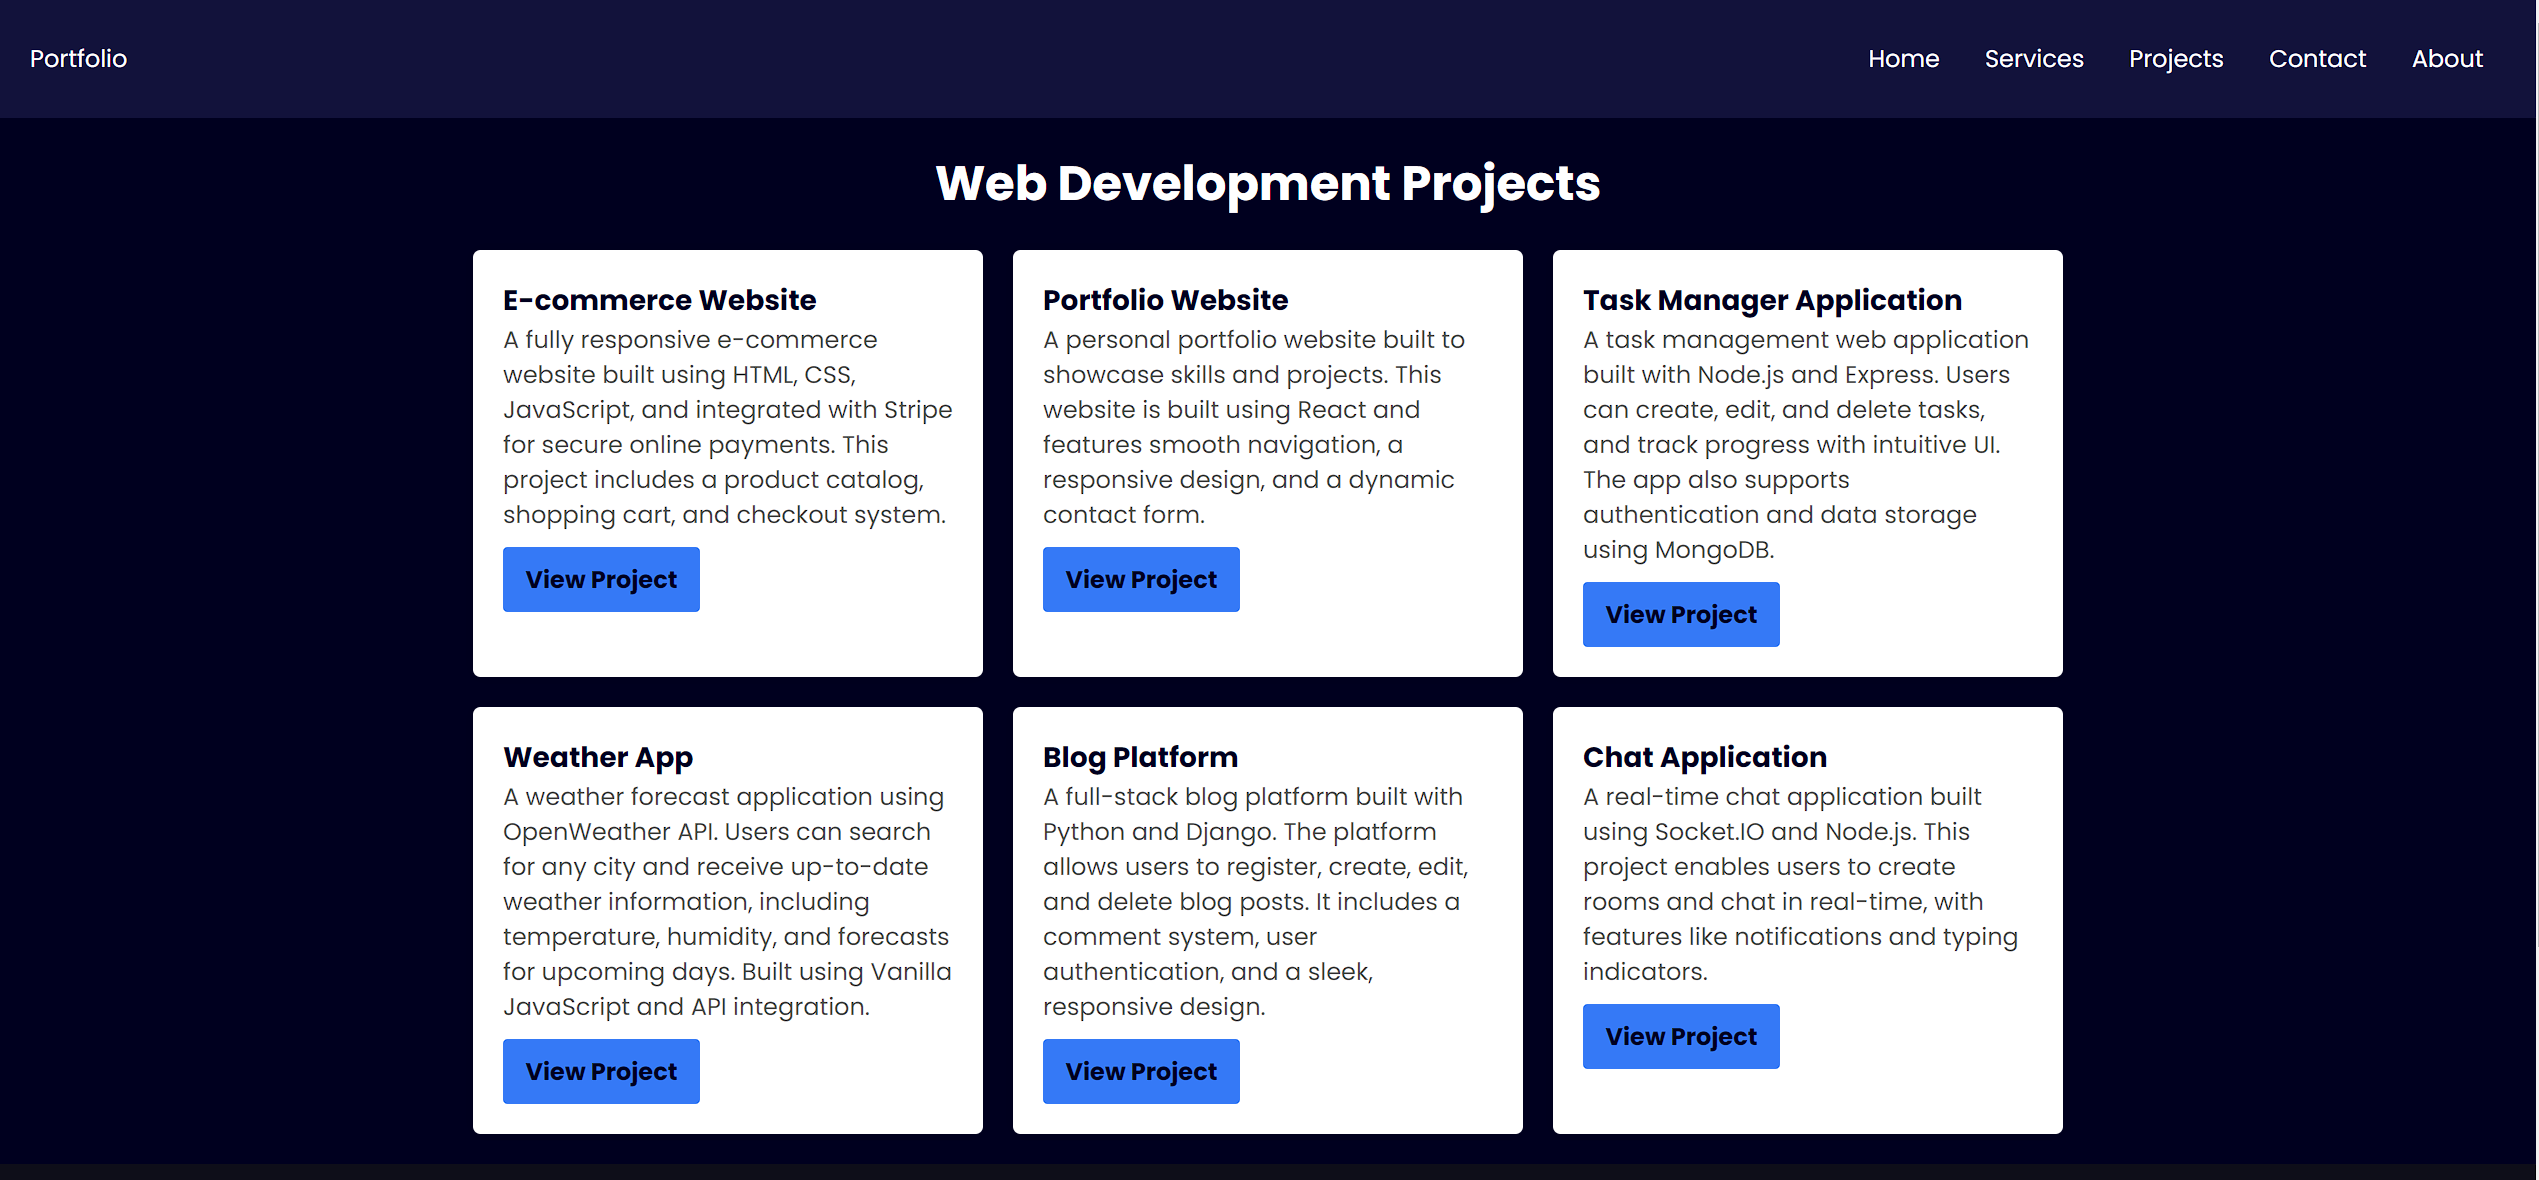 Portfolio
Home Services Projects Contact About
Web Development Projects
E-commerce Website
A fully responsive e-commerce
website built using HTML, CSS,
JavaScript, and integrated with Stripe
for secure online payments. This
project includes a product catalog,
shopping cart, and checkout system.
View Project
Portfolio Website
A personal portfolio website built to
showcase skills and projects. This
website is built using React and
features smooth navigation, a
responsive design, and a dynamic
contact form.
View Project
Task Manager Application
A task management web application
built with Node.js and Express. Users
can create, edit, and delete tasks,
and track progress with intuitive UI.
The app also supports
authentication and data storage
using MongoDB.
View Project
Weather App
A weather forecast application using
OpenWeather API. Users can search
for any city and receive up-to-date
weather information, including
temperature, humidity, and forecasts
for upcoming days. Built using Vanilla
JavaScript and API integration.
View Project
Blog Platform
A full-stack blog platform built with
Python and Django. The platform
allows users to register, create, edit,
and delete blog posts. It includes a
comment system, user
authentication, and a sleek,
responsive design.
View Project
Chat Application
A real-time chat application built
using Socket.IO and Node.js. This
project enables users to create
rooms and chat in real-time, with
features like notifications and typing
indicators.
View Project